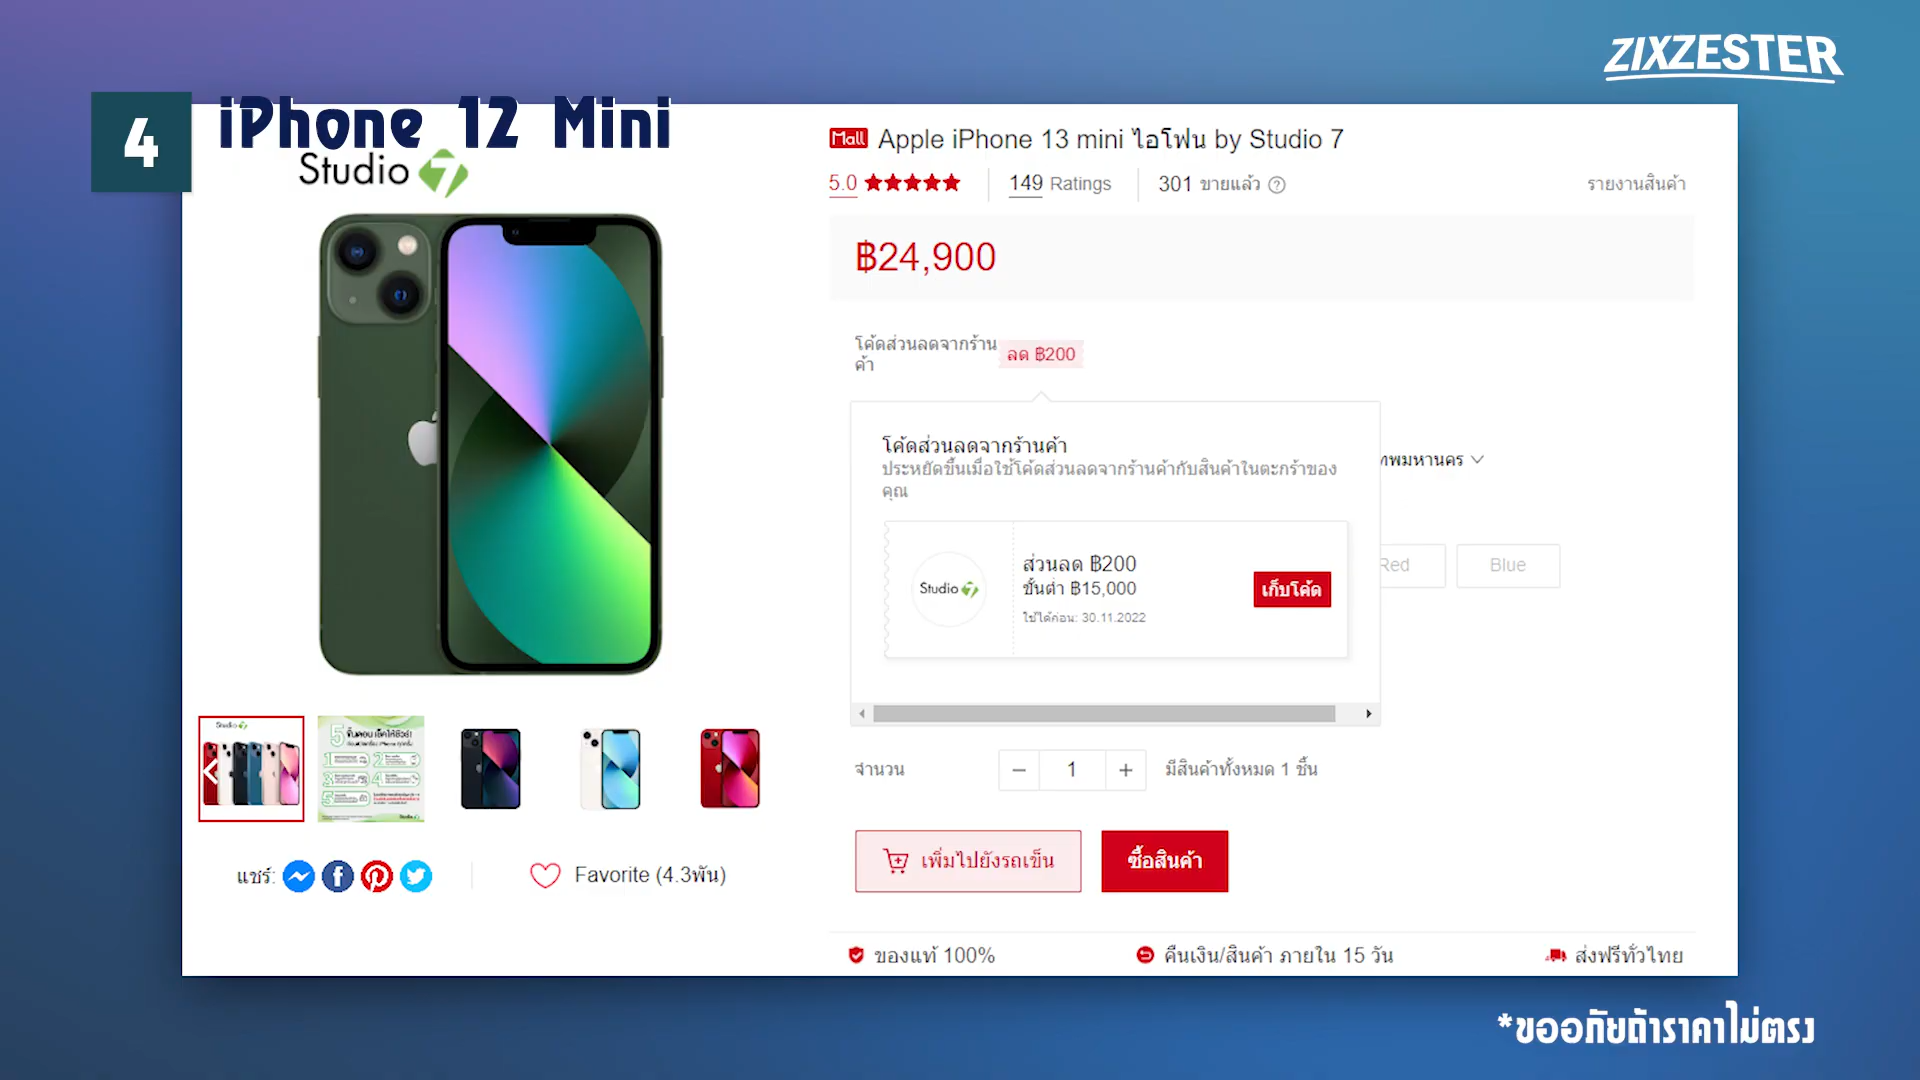 ZIXZESTER
4
iPhone 12 Mini
Studio 7
Mall Apple iPhone 13 mini ไอโฟน by Studio 7
5.0
149 Ratings
301 ขายแล้ว ?
รายงานสินค้า
฿24,900
โค้ดส่วนลดจากร้าน
ค้า
ลด ฿200
โค้ดส่วนลดจากร้านค้า
ประหยัดขึ้นเมื่อใช้โค้ดส่วนลดจากร้านค้ากับสินค้าในตะกร้าของ
คุณ
Studio 7
ส่วนลด ฿200
ขั้นต่ำ ฿15,000
ใช้ได้ก่อน: 30.11.2022
เก็บโค้ด
ทพมหานคร
Red
Blue
จำนวน
− 1 +
มีสินค้าทั้งหมด 1 ชิ้น
เพิ่มไปยังรถเข็น
ซื้อสินค้า
แชร์:
Favorite (4.3พัน)
ของแท้ 100%
คืนเงิน/สินค้า ภายใน 15 วัน
ส่งฟรีทั่วไทย
*ขออภัยถ้าราคาไม่ตรง